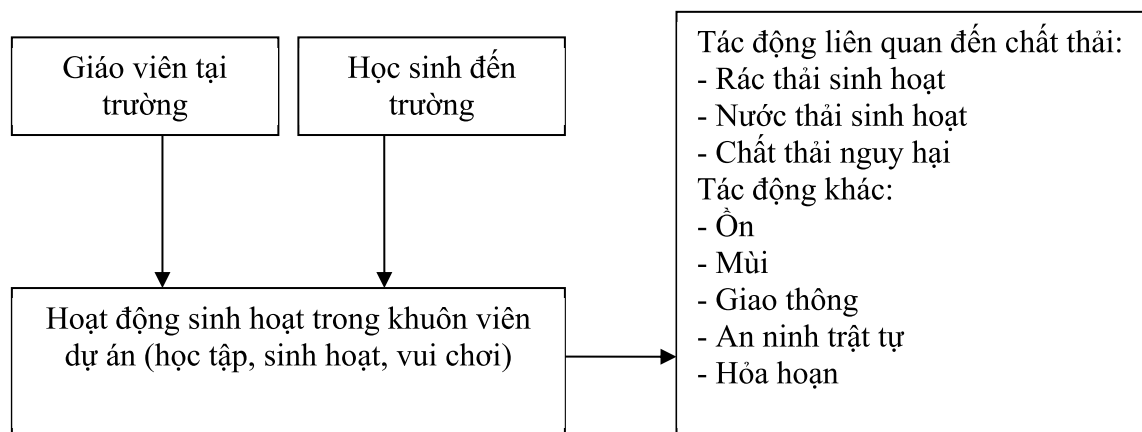 Giáo viên tại
trường
Học sinh đến
trường
Hoạt động sinh hoạt trong khuôn viên
dự án (học tập, sinh hoạt, vui chơi)
Tác động liên quan đến chất thải:
- Rác thải sinh hoạt
- Nước thải sinh hoạt
- Chất thải nguy hại
Tác động khác:
- Ồn
- Mùi
- Giao thông
- An ninh trật tự
- Hỏa hoạn